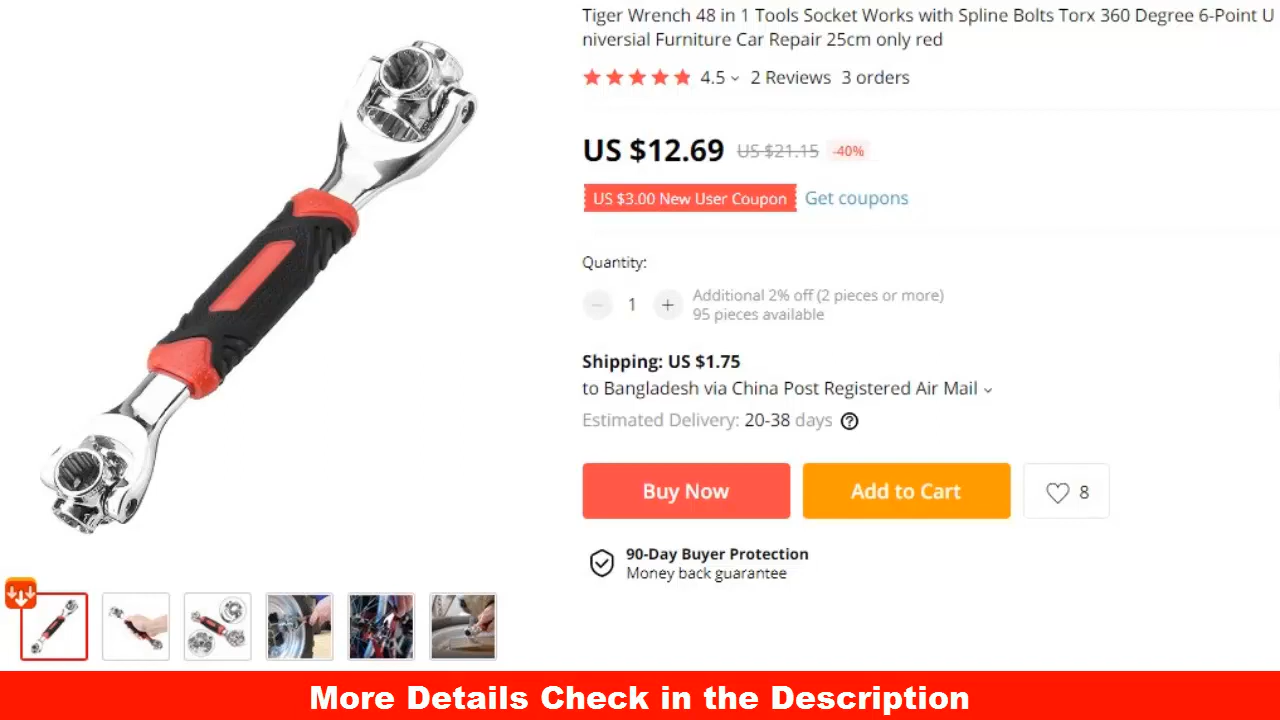 Tiger Wrench 48 in 1 Tools Socket Works with Spline Bolts Torx 360 Degree 6-Point U
niversial Furniture Car Repair 25cm only red
4.5 2 Reviews 3 orders
US $12.69 US $21.15 -40%
US $3.00 New User Coupon Get coupons
Quantity:
1
Additional 2% off (2 pieces or more)
95 pieces available
Shipping: US $1.75
to Bangladesh via China Post Registered Air Mail
Estimated Delivery: 20-38 days
Buy Now Add to Cart 8
90-Day Buyer Protection
Money back guarantee
More Details Check in the Description